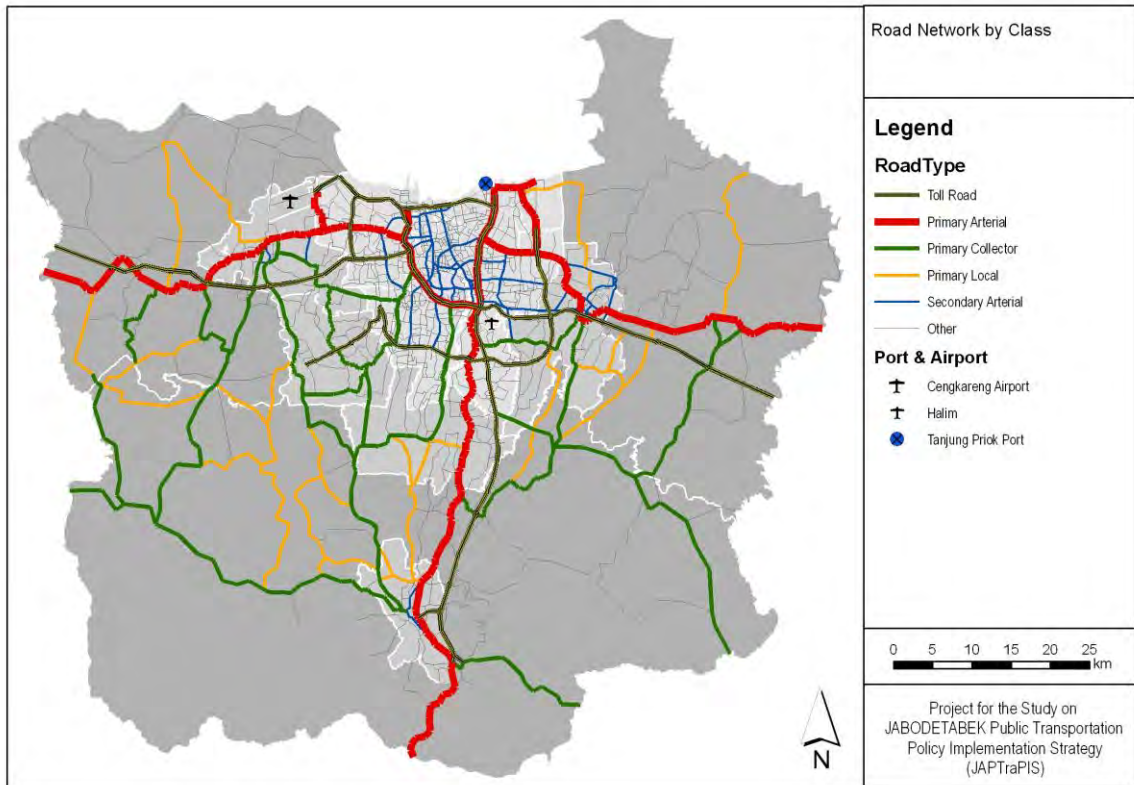 Road Network by Class
Legend
RoadType
Toll Road
Primary Arterial
Primary Collector
Primary Local
Secondary Arterial
Other
Port & Airport
Cengkareng Airport
Halim
Tanjung Priok Port
0 5 10 15 20 25
km
N
Project for the Study on
JABODETABEK Public Transportation
Policy Implementation Strategy
(JAPTraPIS)